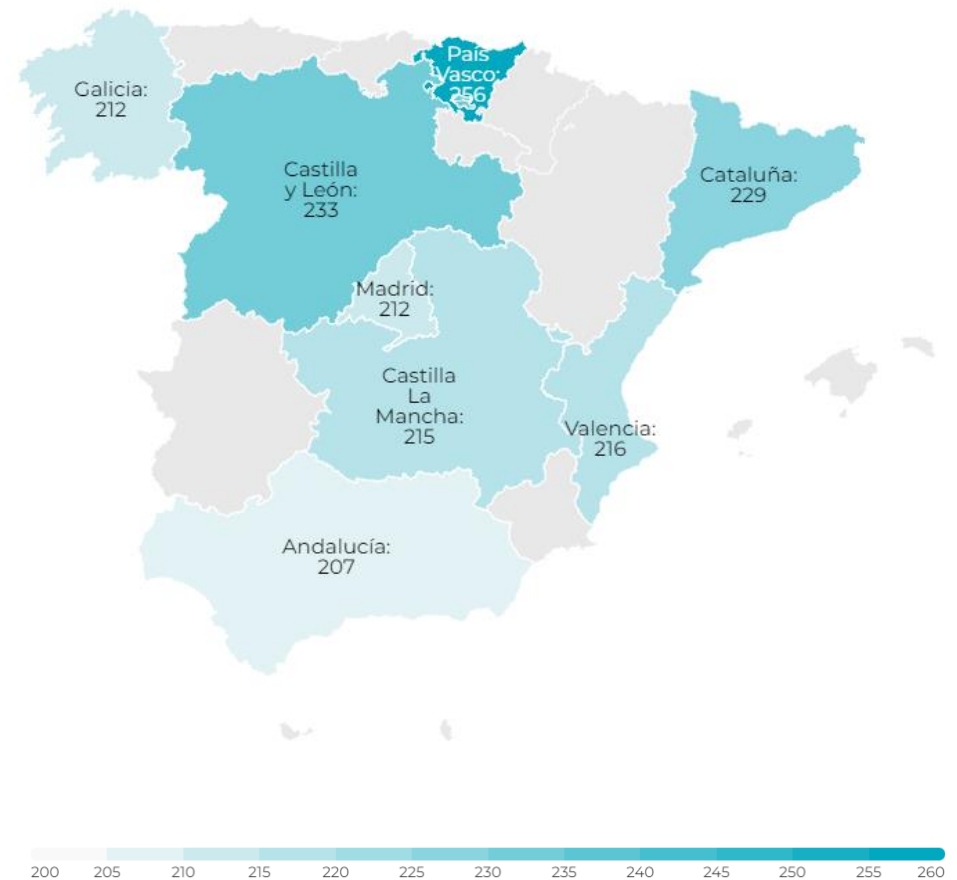 País
Vasco:
256
Galicia:
212
Castilla
y León:
233
Cataluña:
229
Madrid:
212
Castilla
La
Mancha:
215
Valencia:
216
Andalucía:
207
200 205 210 215 220 225 230 235 240 245 250 255 260